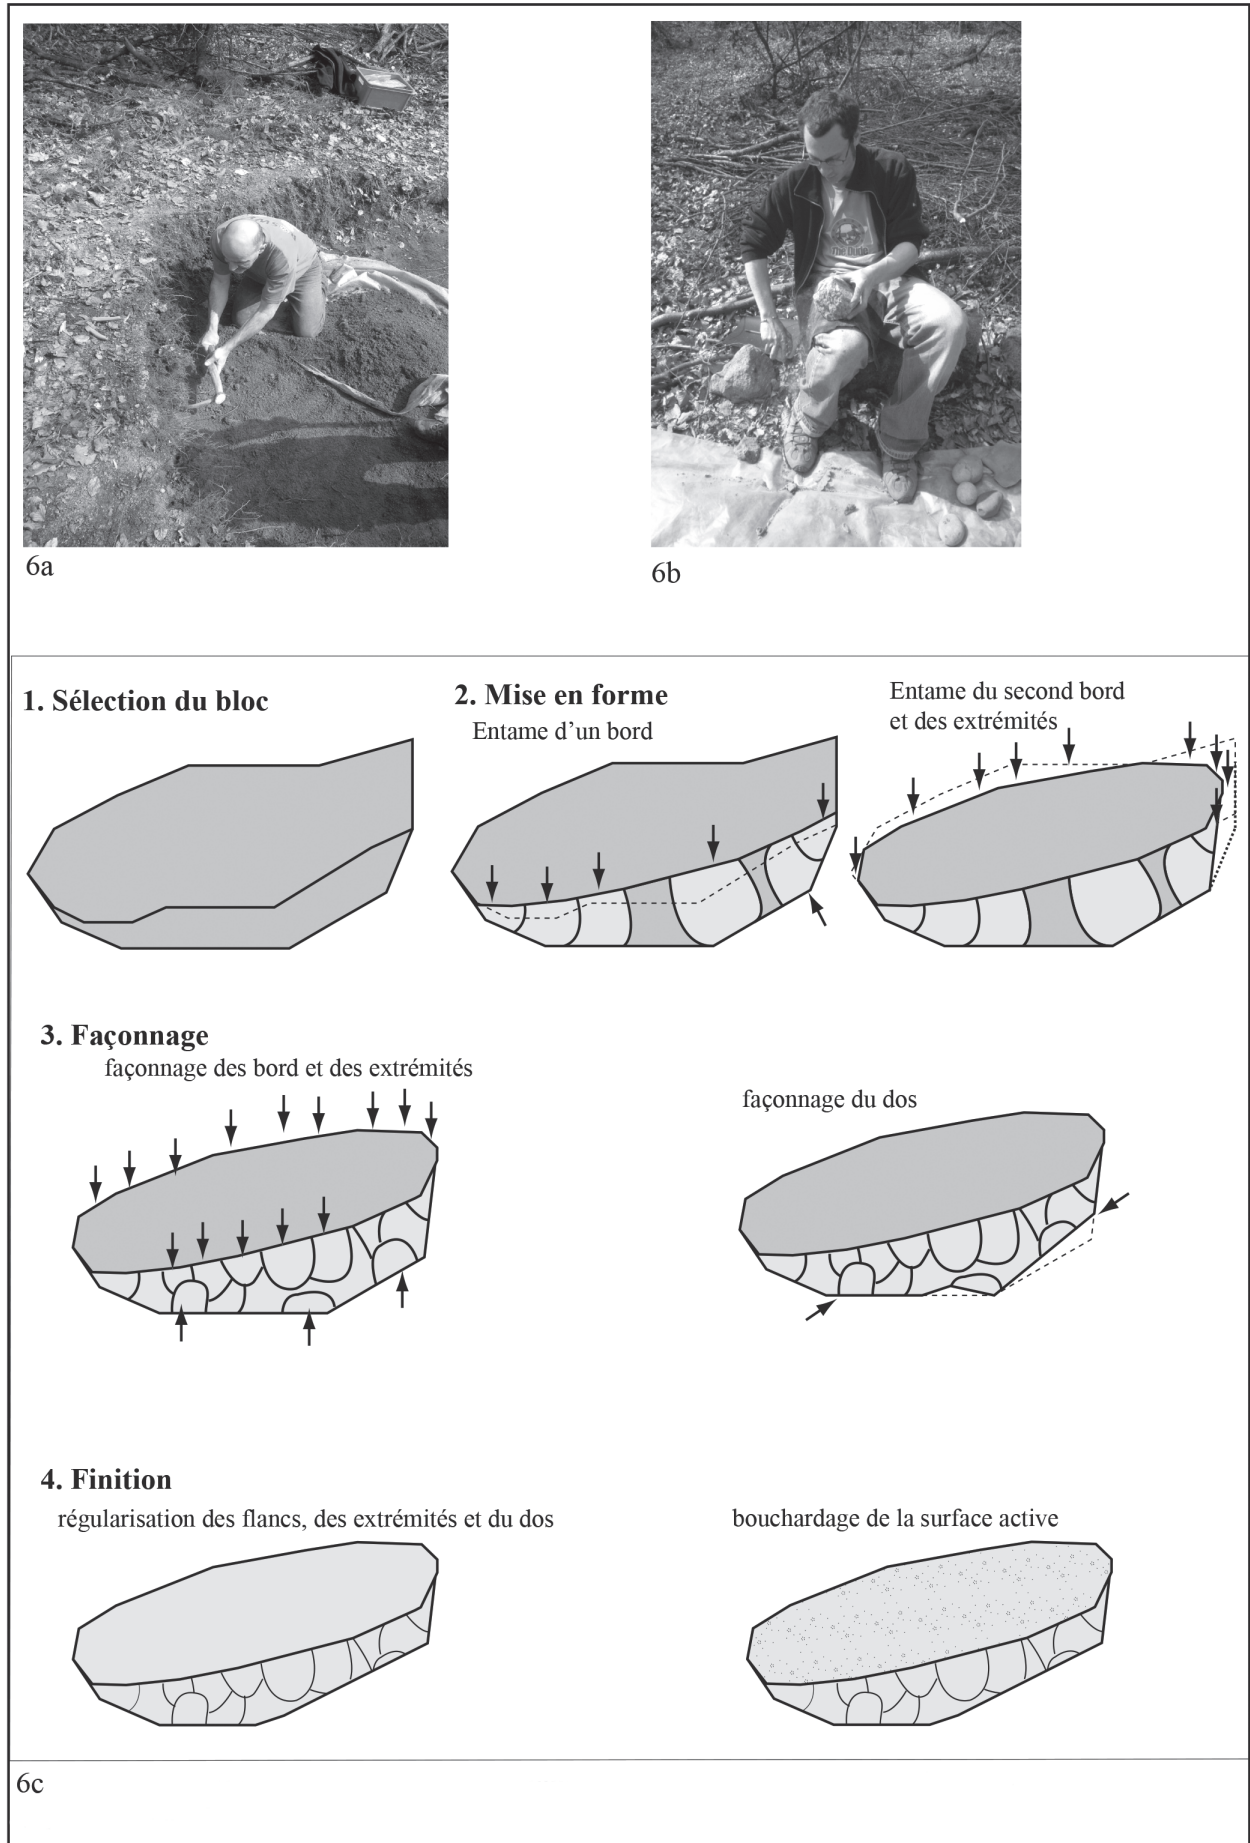 6a
6b
1. Sélection du bloc
2. Mise en forme
Entame d'un bord
Entame du second bord
et des extrémités
3. Façonnage
façonnage des bord et des extrémités
façonnage du dos
4. Finition
régularisation des flancs, des extrémités et du dos
bouchardage de la surface active
6c